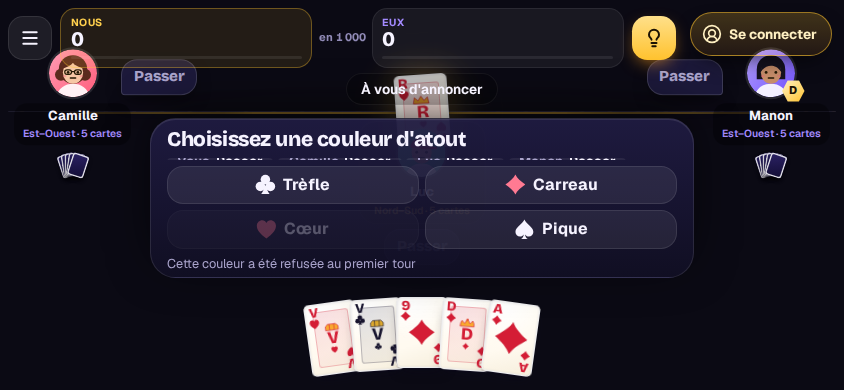 NOUS
0
en 1 000
EUX
0
Se connecter
Passer
À vous d'annoncer
Passer
R
R
D
Camille
Est–Ouest · 5 cartes
Manon
Est–Ouest · 5 cartes
Choisissez une couleur d'atout
Trèfle
Carreau
Cœur
Pique
Cette couleur a été refusée au premier tour
V
V
V
V
9
D
D
A
A